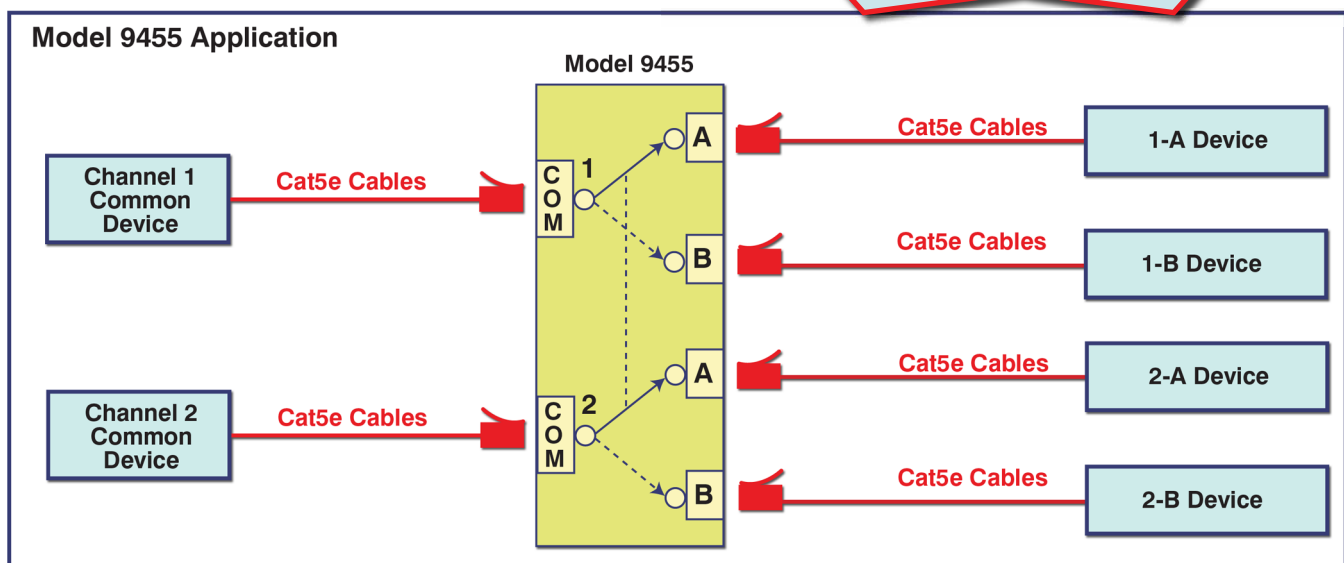 Model 9455 Application
Model 9455
Channel 1
Common
Device
Cat5e Cables
C
O
M
1
A
Cat5e Cables
1-A Device
B
Cat5e Cables
1-B Device
Channel 2
Common
Device
Cat5e Cables
C
O
M
2
A
Cat5e Cables
2-A Device
B
Cat5e Cables
2-B Device